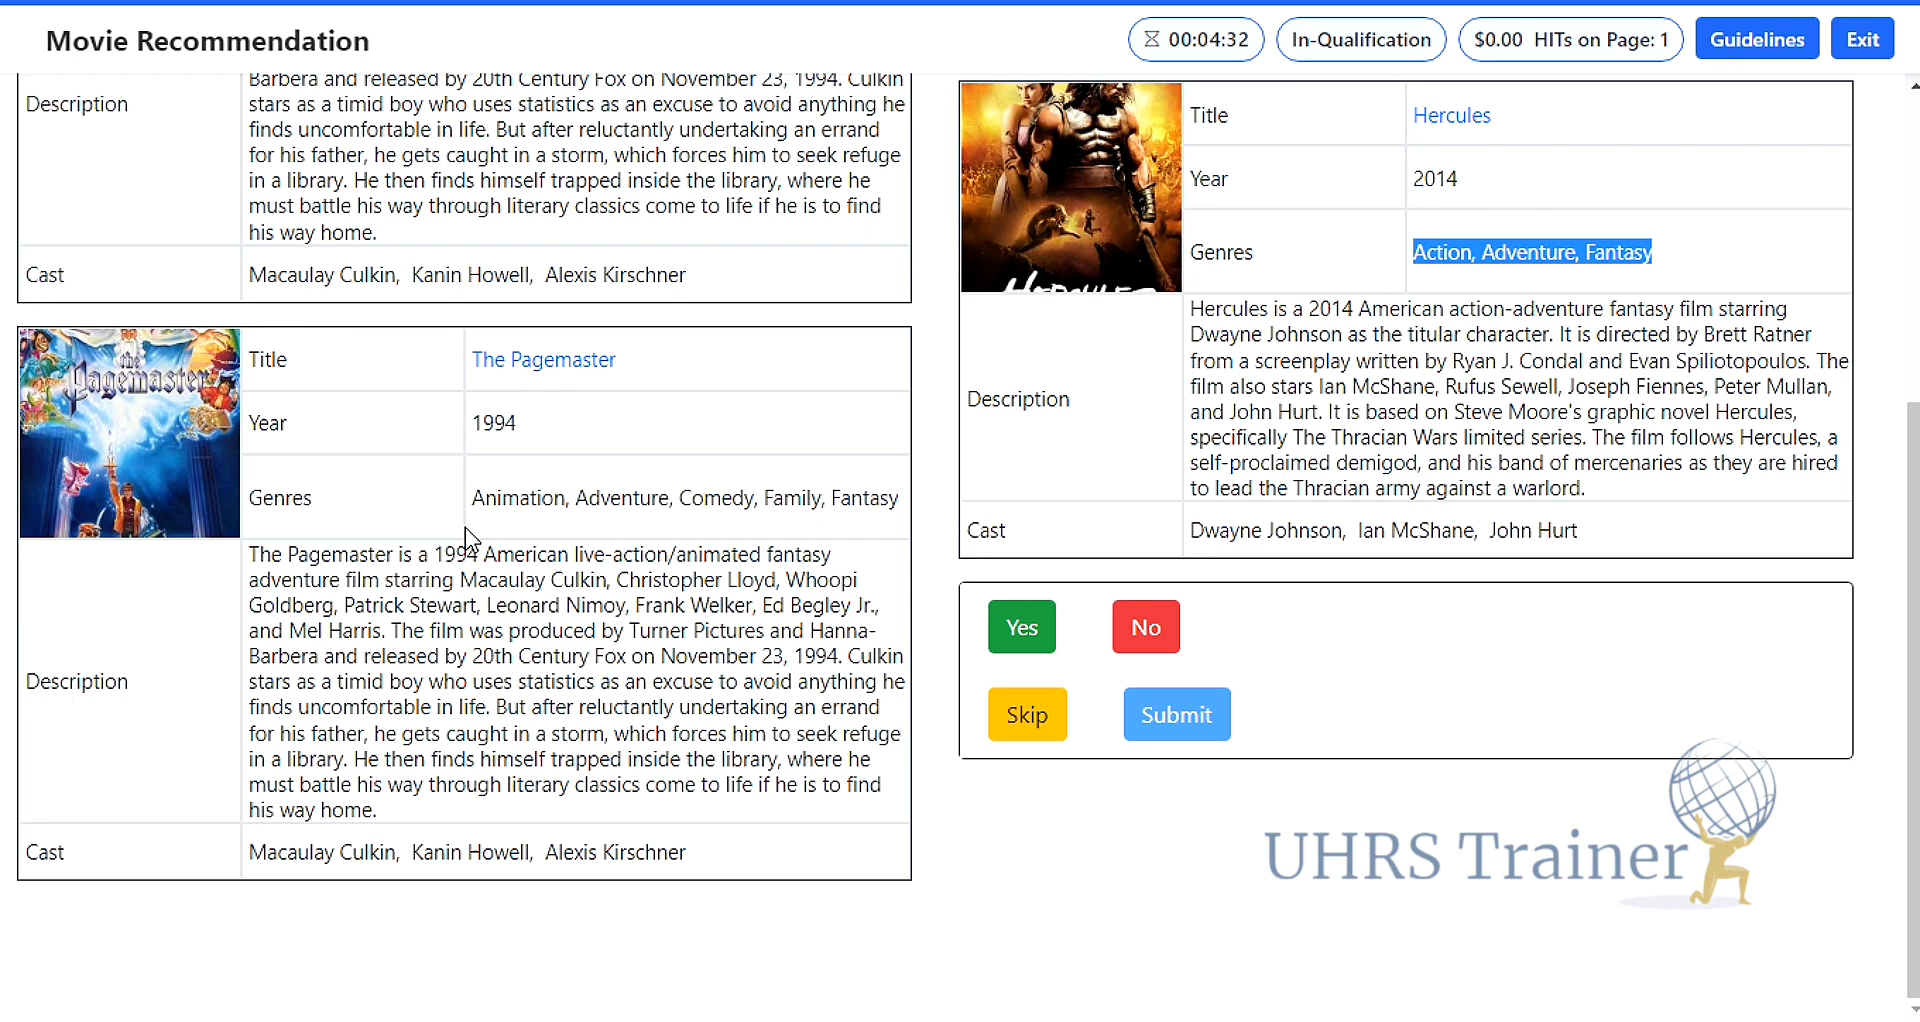 Movie Recommendation
00:04:32
In-Qualification
$0.00 HITs on Page: 1
Guidelines
Exit
Description
Barbera and released by 20th Century Fox on November 23, 1994. Culkin
stars as a timid boy who uses statistics as an excuse to avoid anything he
finds uncomfortable in life. But after reluctantly undertaking an errand
for his father, he gets caught in a storm, which forces him to seek refuge
in a library. He then finds himself trapped inside the library, where he
must battle his way through literary classics come to life if he is to find
his way home.
Cast
Macaulay Culkin, Kanin Howell, Alexis Kirschner
the
Pagemaster
Title
The Pagemaster
Year
1994
Genres
Animation, Adventure, Comedy, Family, Fantasy
Description
The Pagemaster is a 1994 American live-action/animated fantasy
adventure film starring Macaulay Culkin, Christopher Lloyd, Whoopi
Goldberg, Patrick Stewart, Leonard Nimoy, Frank Welker, Ed Begley Jr.,
and Mel Harris. The film was produced by Turner Pictures and Hanna-
Barbera and released by 20th Century Fox on November 23, 1994. Culkin
stars as a timid boy who uses statistics as an excuse to avoid anything he
finds uncomfortable in life. But after reluctantly undertaking an errand
for his father, he gets caught in a storm, which forces him to seek refuge
in a library. He then finds himself trapped inside the library, where he
must battle his way through literary classics come to life if he is to find
his way home.
Cast
Macaulay Culkin, Kanin Howell, Alexis Kirschner
HERCULES
Title
Hercules
Year
2014
Genres
Action, Adventure, Fantasy
Description
Hercules is a 2014 American action-adventure fantasy film starring
Dwayne Johnson as the titular character. It is directed by Brett Ratner
from a screenplay written by Ryan J. Condal and Evan Spiliotopoulos. The
film also stars Ian McShane, Rufus Sewell, Joseph Fiennes, Peter Mullan,
and John Hurt. It is based on Steve Moore's graphic novel Hercules,
specifically The Thracian Wars limited series. The film follows Hercules, a
self-proclaimed demigod, and his band of mercenaries as they are hired
to lead the Thracian army against a warlord.
Cast
Dwayne Johnson, Ian McShane, John Hurt
Yes
No
Skip
Submit
UHRS Trainer